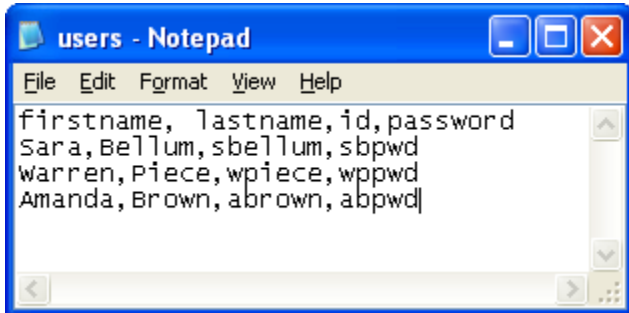 users - Notepad
File Edit Format View Help
firstname, lastname,id,password
Sara,Bellum,sbellum,sbpwd
Warren,Piece,wpiece,wppwd
Amanda,Brown,abrown,abpwd